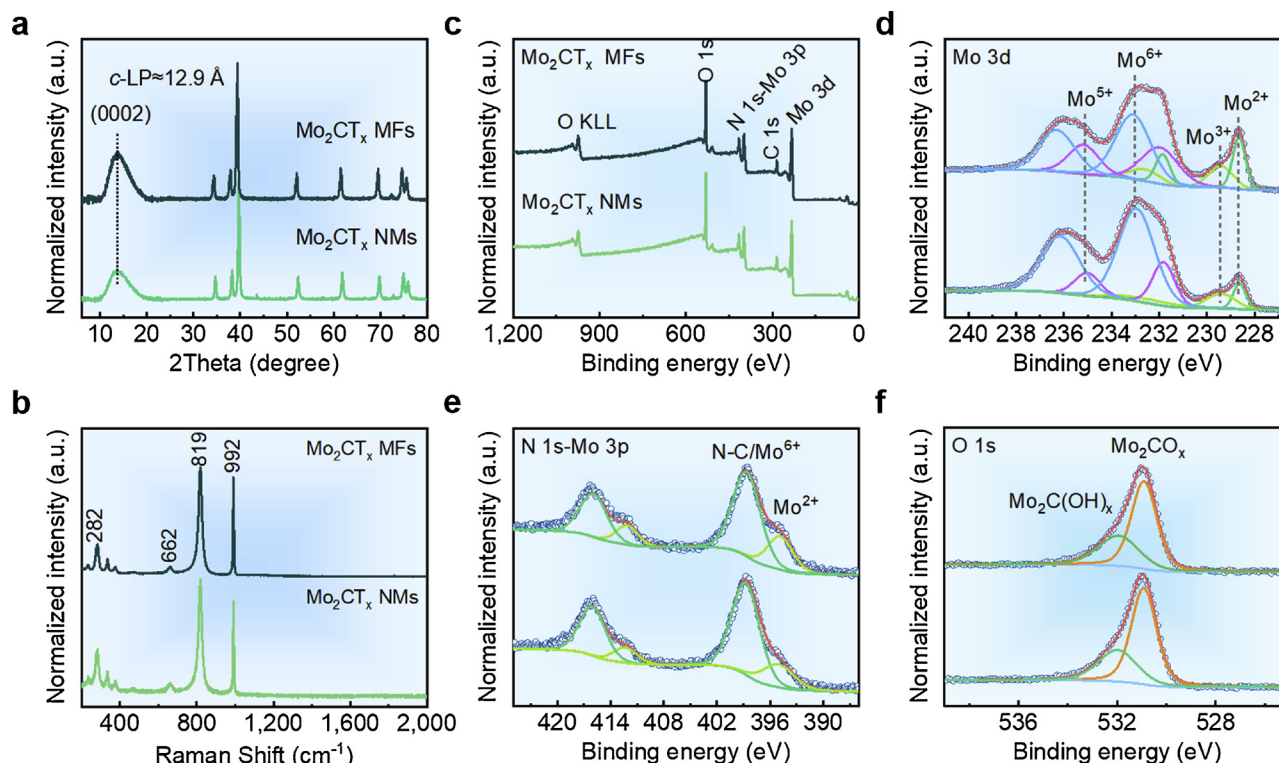 a
Normalized intensity (a.u.)
c-LP≈12.9 Å
(0002)
Mo₂CTₓ MFs
Mo₂CTₓ NMs
10 20 30 40 50 60 70 80
2Theta (degree)
c
Normalized intensity (a.u.)
Mo₂CTₓ MFs
O KLL
O 1s
N 1s-Mo 3p
C 1s
Mo 3d
Mo₂CTₓ NMs
1,200 900 600 300 0
Binding energy (eV)
d
Normalized intensity (a.u.)
Mo 3d
Mo⁶⁺
Mo⁵⁺
Mo³⁺
Mo²⁺
240 238 236 234 232 230 228
Binding energy (eV)
b
Normalized intensity (a.u.)
282
662
819
992
Mo₂CTₓ MFs
Mo₂CTₓ NMs
400 800 1,200 1,600 2,000
Raman Shift (cm⁻¹)
e
Normalized intensity (a.u.)
N 1s-Mo 3p
N-C/Mo⁶⁺
Mo²⁺
420 414 408 402 396 390
Binding energy (eV)
f
Normalized intensity (a.u.)
O 1s
Mo₂COₓ
Mo₂C(OH)ₓ
536 532 528
Binding energy (eV)